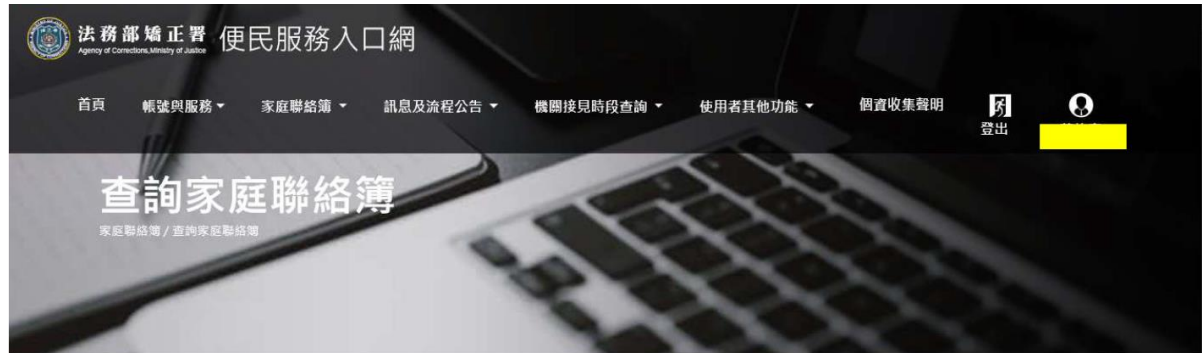 法務部矯正署 便民服務入口網
Agency of Corrections, Ministry of Justice
首頁 帳號與服務 家庭聯絡簿 訊息及流程公告 機關接見時段查詢 使用者其他功能 個資收集聲明
登出
查詢家庭聯絡簿
家庭聯絡簿 / 查詢家庭聯絡簿